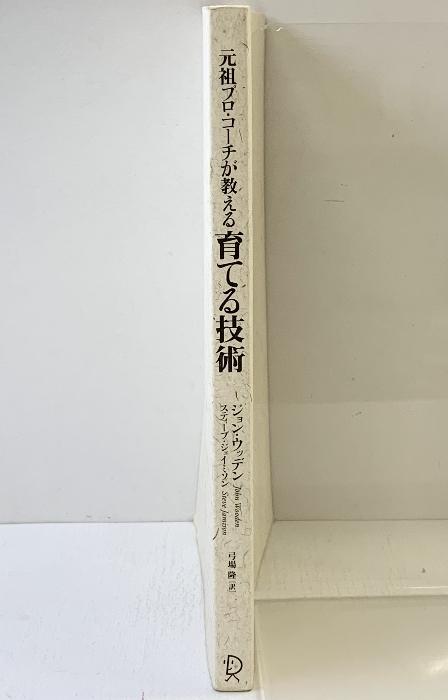 元祖プロ・コーチが教える育てる技術
ジョン・ウッデン John Wooden
スティーブ・ジェイミソン Steve Jamison
弓場 隆［訳］